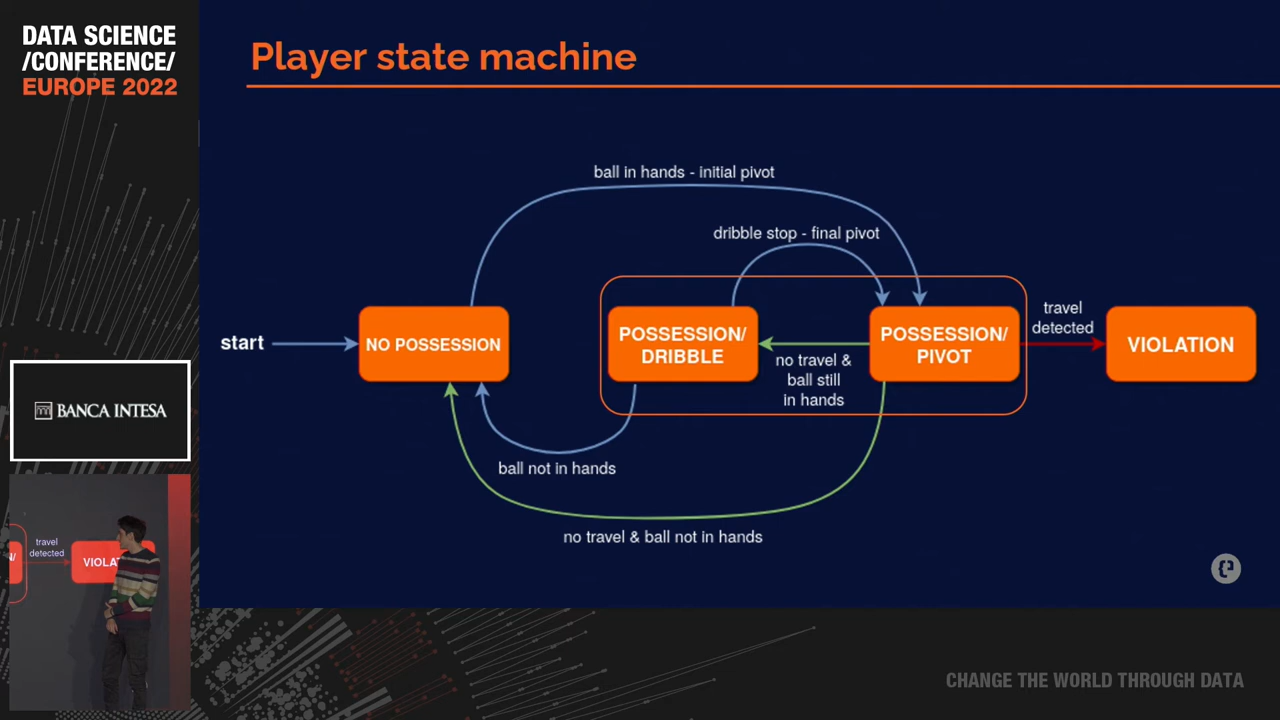 DATA SCIENCE
/CONFERENCE/
EUROPE 2022
Player state machine
ball in hands - initial pivot
dribble stop - final pivot
start
NO POSSESSION
POSSESSION/
DRIBBLE
no travel &
ball still
in hands
POSSESSION/
PIVOT
travel
detected
VIOLATION
ball not in hands
no travel & ball not in hands
BANCA INTESA
travel
detected
VIOLA
CHANGE THE WORLD THROUGH DATA